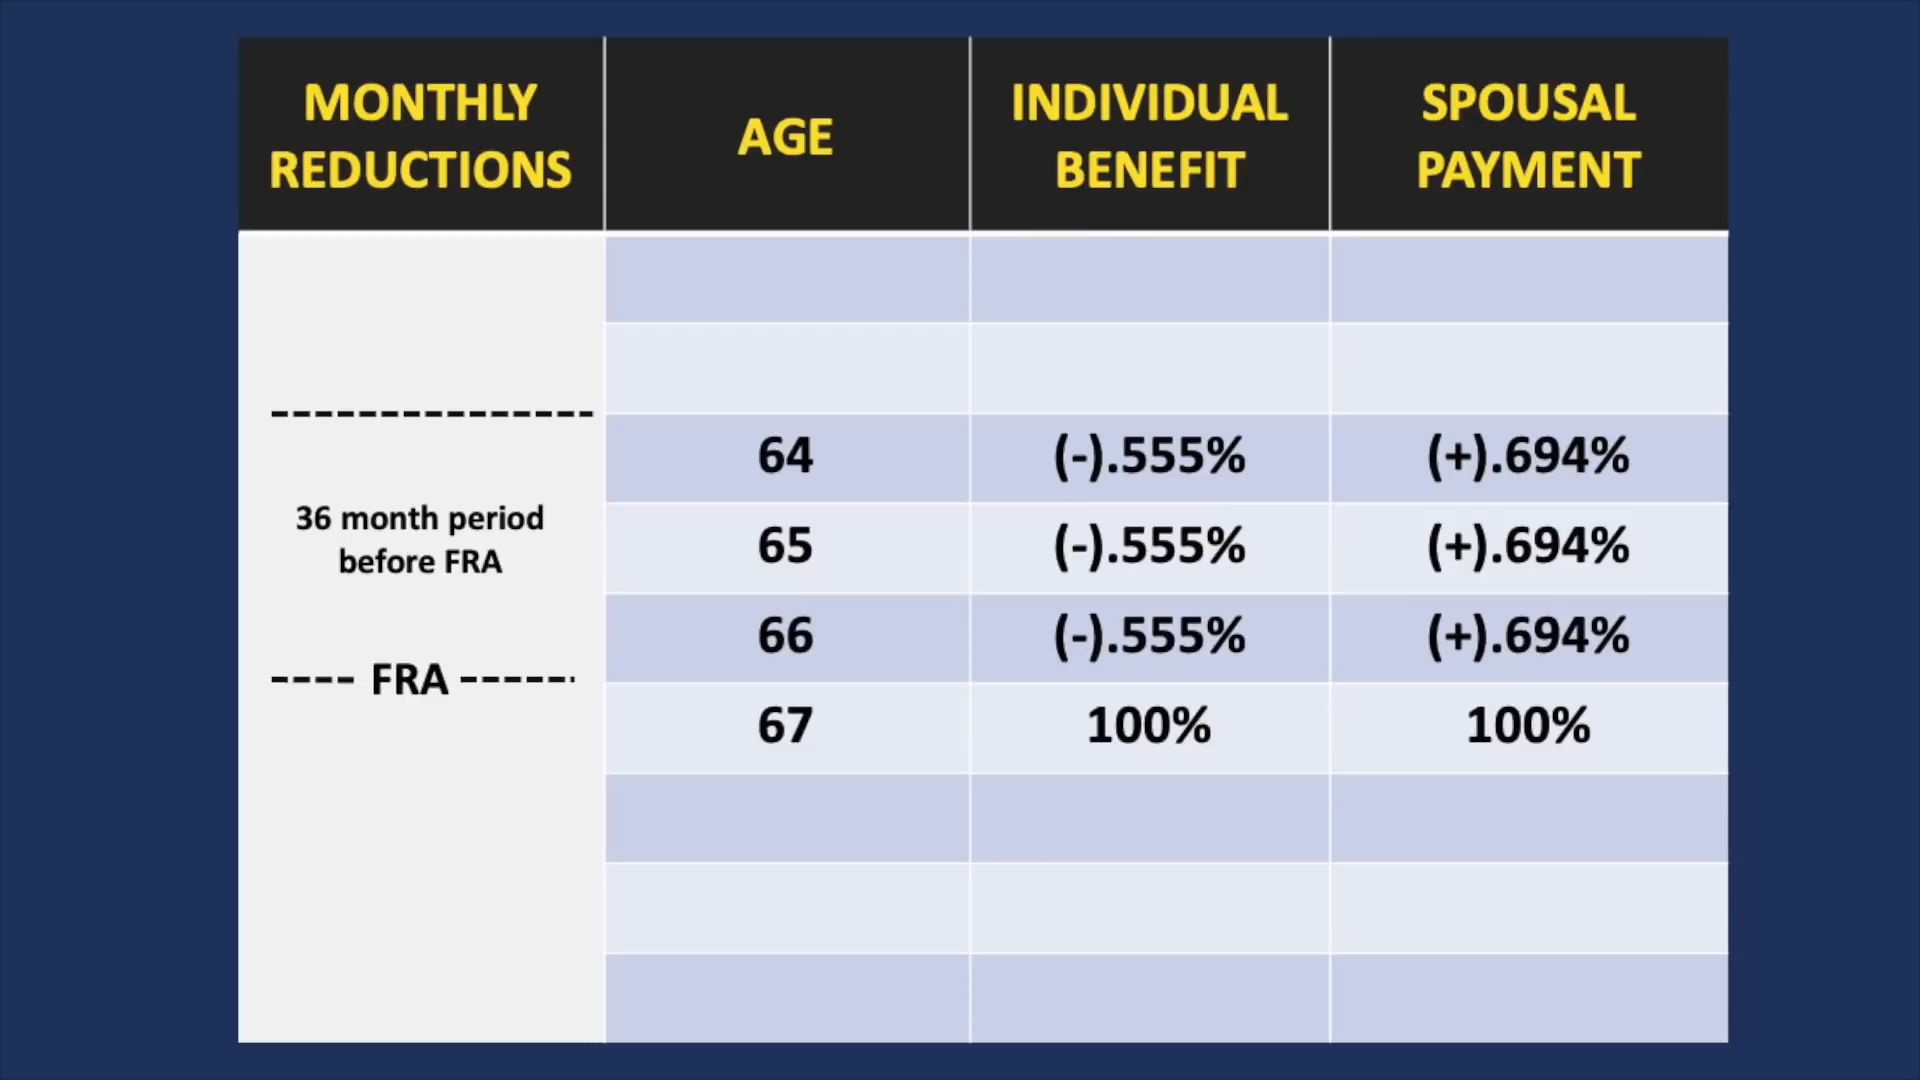 MONTHLY
REDUCTIONS
AGE
INDIVIDUAL
BENEFIT
SPOUSAL
PAYMENT
--------------
64 (-).555% (+).694%
36 month period
before FRA
65 (-).555% (+).694%
66 (-).555% (+).694%
---- FRA -----
67 100% 100%